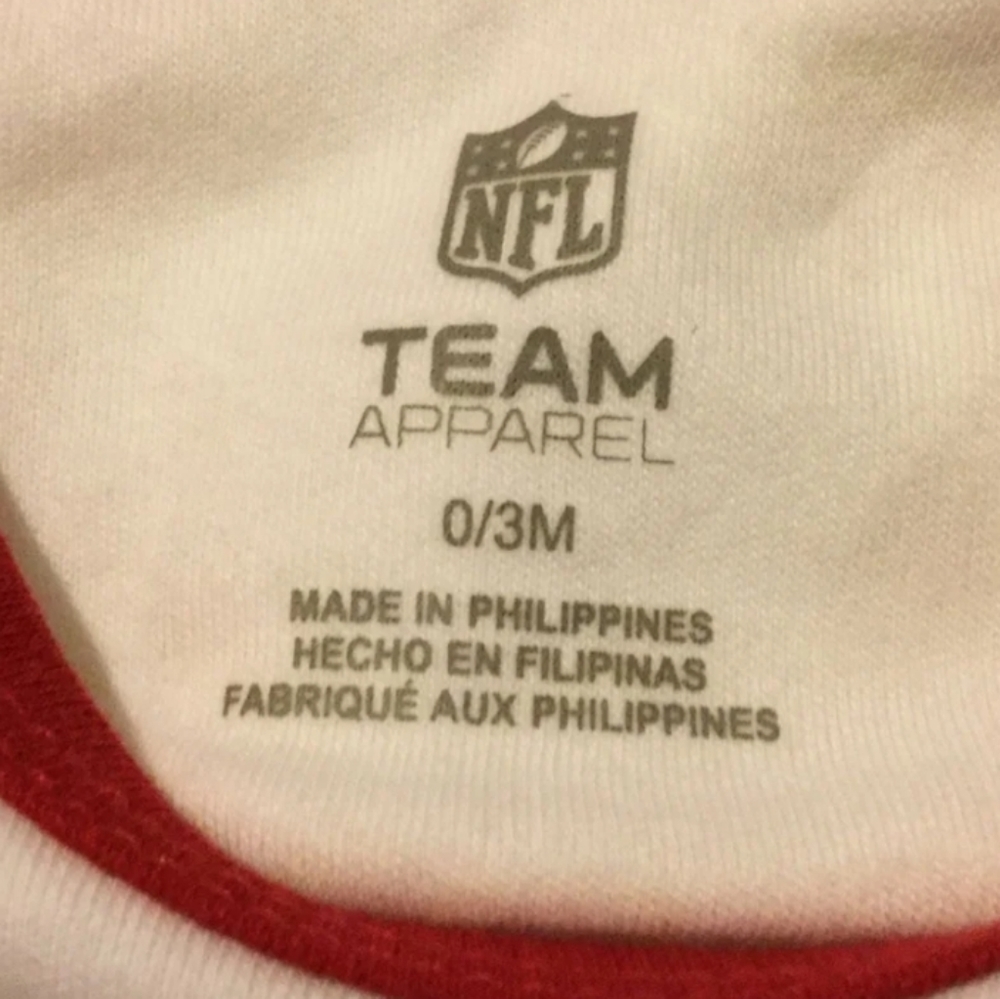 NFL
TEAM
APPAREL
0/3M
MADE IN PHILIPPINES
HECHO EN FILIPINAS
FABRIQUÉ AUX PHILIPPINES